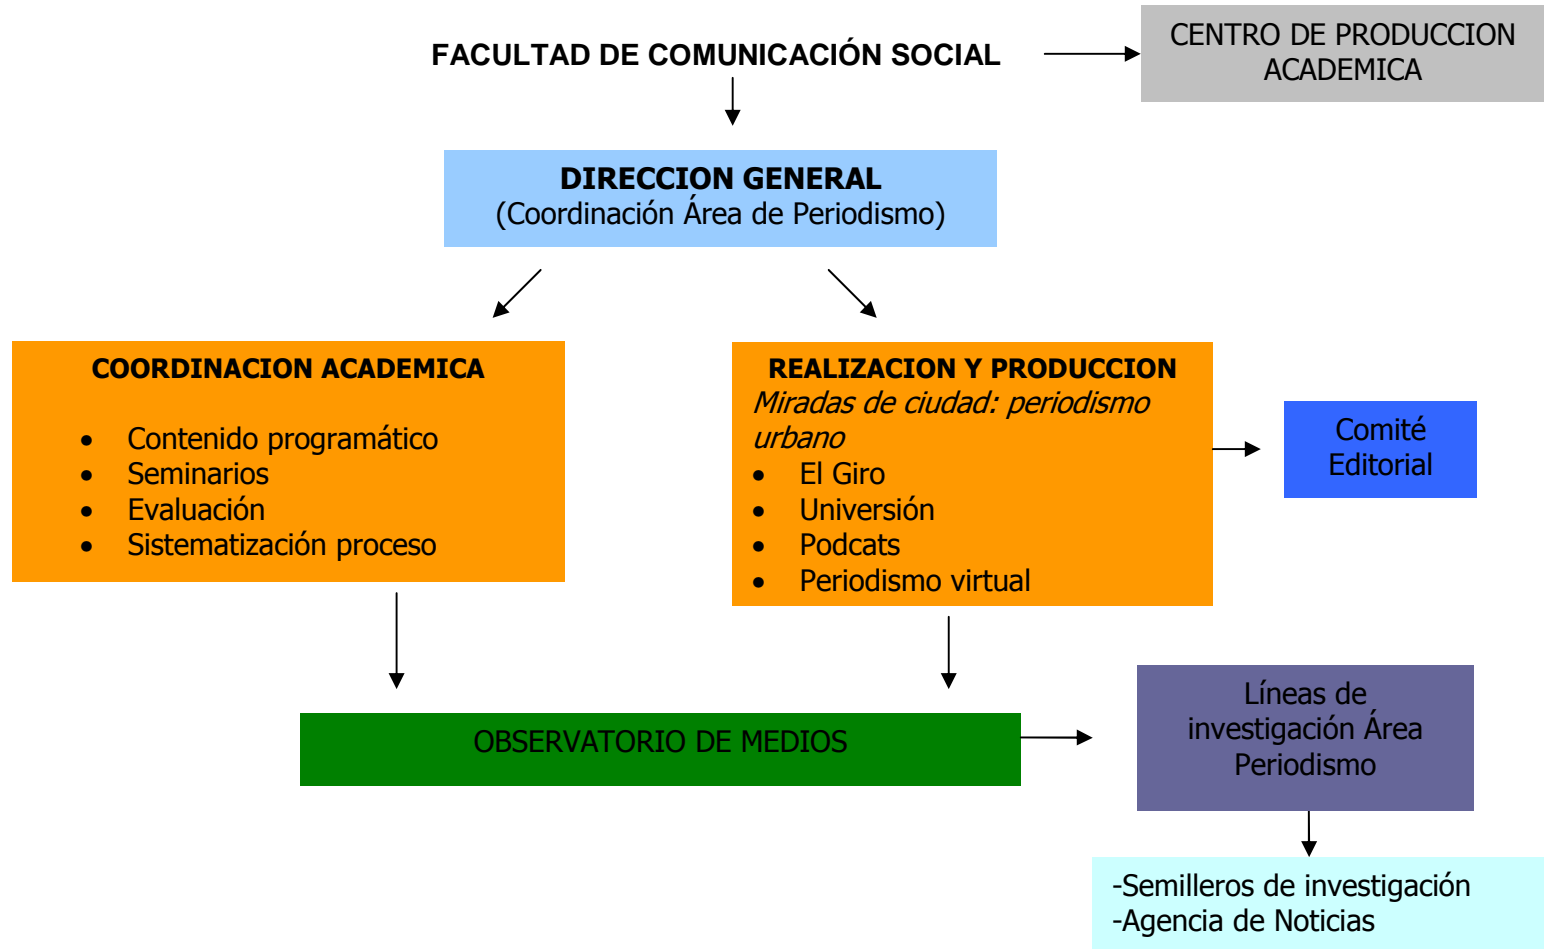 FACULTAD DE COMUNICACIÓN SOCIAL
CENTRO DE PRODUCCION
ACADEMICA
DIRECCION GENERAL
(Coordinación Área de Periodismo)
COORDINACION ACADEMICA
• Contenido programático
• Seminarios
• Evaluación
• Sistematización proceso
REALIZACION Y PRODUCCION
Miradas de ciudad: periodismo
urbano
• El Giro
• Universión
• Podcats
• Periodismo virtual
Comité
Editorial
OBSERVATORIO DE MEDIOS
Líneas de
investigación Área
Periodismo
-Semilleros de investigación
-Agencia de Noticias